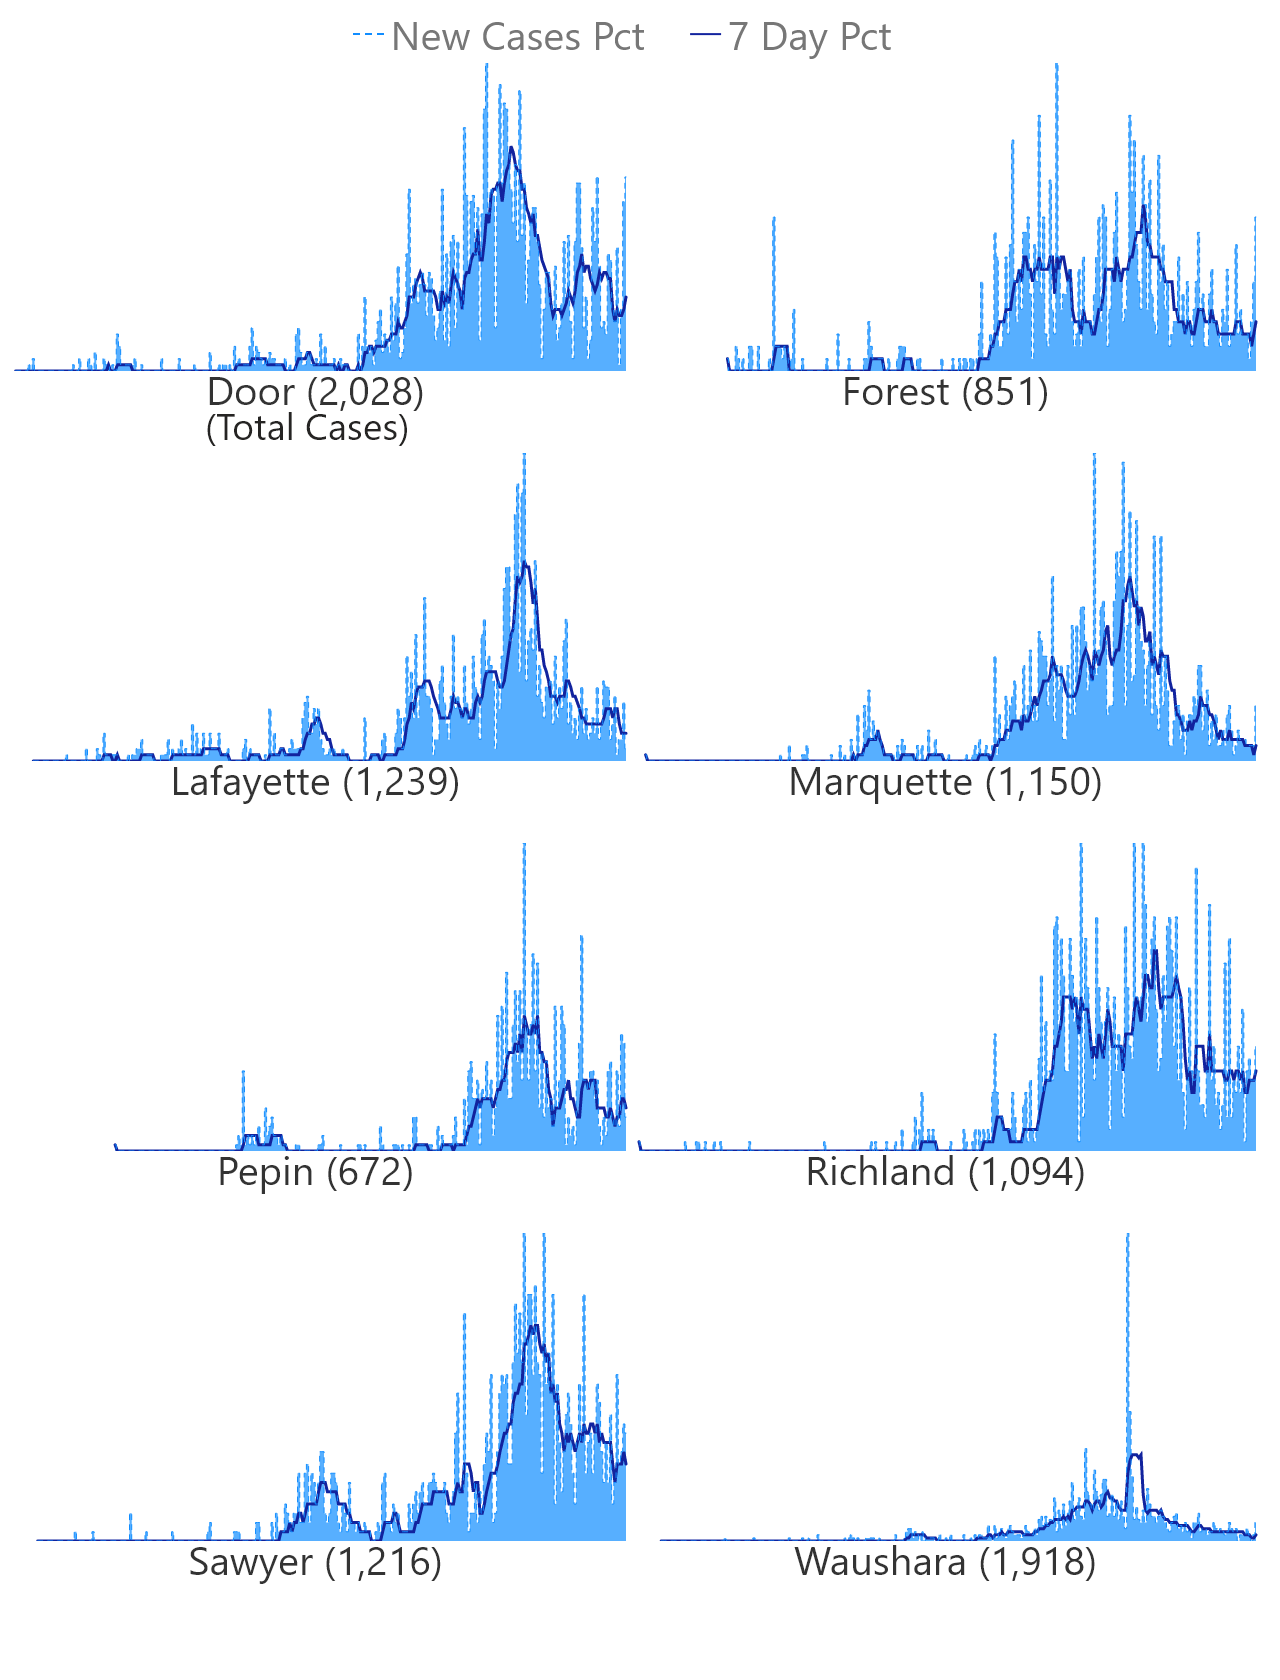 New Cases Pct 7 Day Pct
Door (2,028)
(Total Cases)
Forest (851)
Lafayette (1,239)
Marquette (1,150)
Pepin (672)
Richland (1,094)
Sawyer (1,216)
Waushara (1,918)